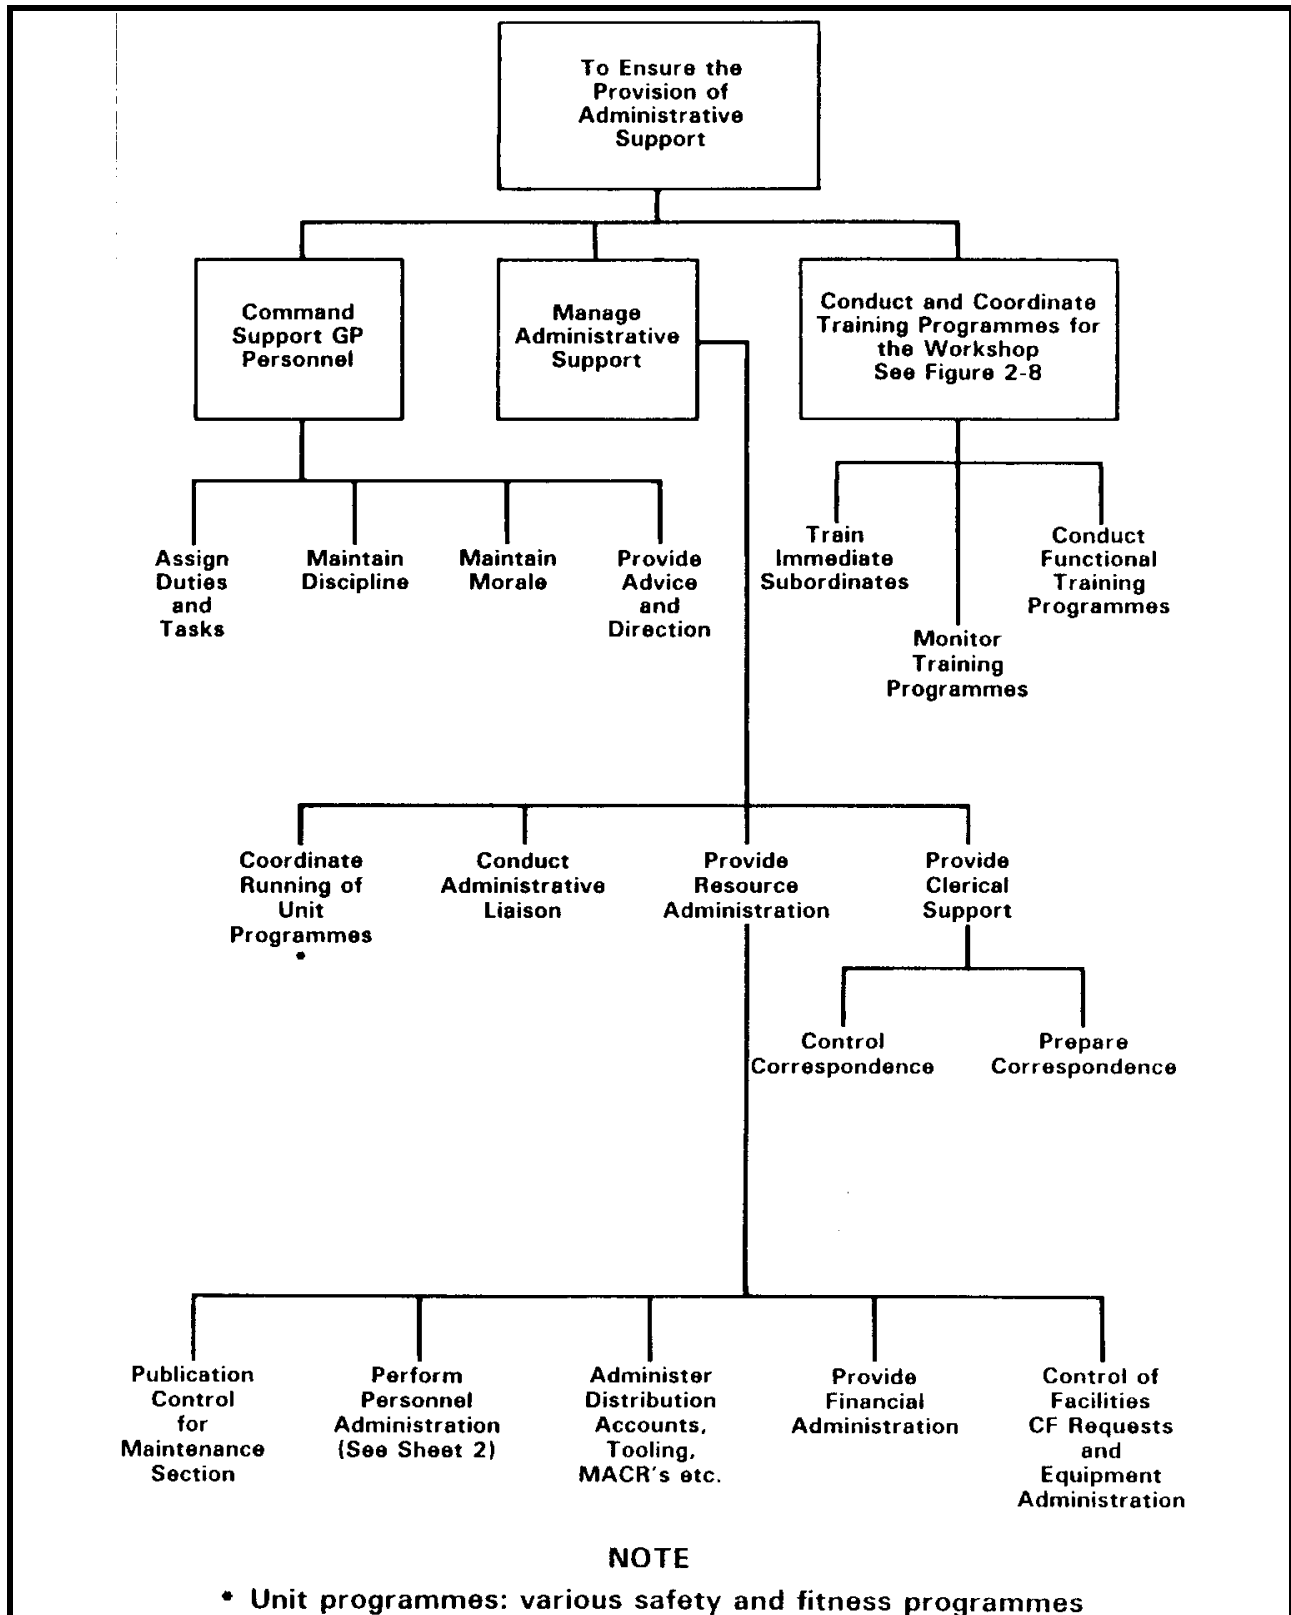 To Ensure the
Provision of
Administrative
Support
Command
Support GP
Personnel
Manage
Administrative
Support
Conduct and Coordinate
Training Programmes for
the Workshop
See Figure 2-8
Assign
Duties
and
Tasks
Maintain
Discipline
Maintain
Morale
Provide
Advice
and
Direction
Train
Immediate
Subordinates
Monitor
Training
Programmes
Conduct
Functional
Training
Programmes
Coordinate
Running of
Unit
Programmes
•
Conduct
Administrative
Liaison
Provide
Resource
Administration
Provide
Clerical
Support
Control
Correspondence
Prepare
Correspondence
Publication
Control
for
Maintenance
Section
Perform
Personnel
Administration
(See Sheet 2)
Administer
Distribution
Accounts,
Tooling,
MACR's etc.
Provide
Financial
Administration
Control of
Facilities
CF Requests
and
Equipment
Administration
NOTE
• Unit programmes: various safety and fitness programmes